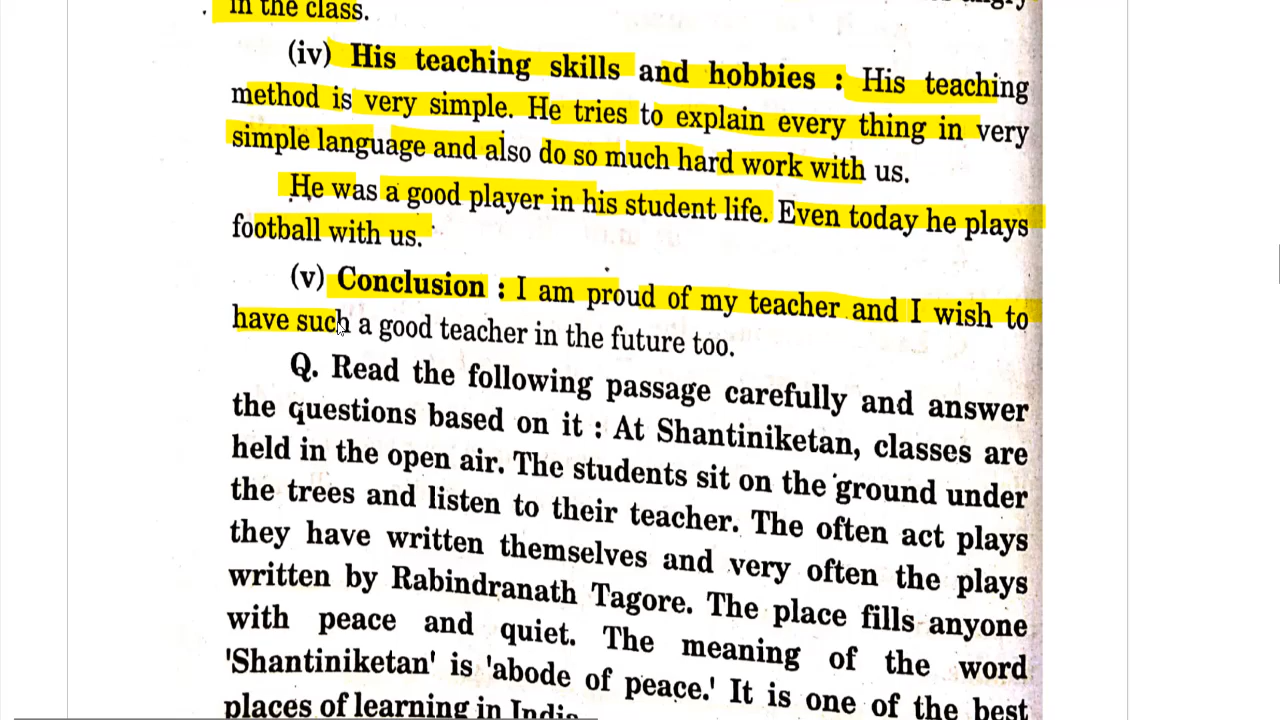 in the class.
(iv) His teaching skills and hobbies : His teaching
method is very simple. He tries to explain every thing in very
simple language and also do so much hard work with us.
He was a good player in his student life. Even today he plays
football with us.
(v) Conclusion : I am proud of my teacher and I wish to
have such a good teacher in the future too.
Q. Read the following passage carefully and answer
the questions based on it : At Shantiniketan, classes are
held in the open air. The students sit on the ground under
the trees and listen to their teacher. The often act plays
they have written themselves and very often the plays
written by Rabindranath Tagore. The place fills anyone
with peace and quiet. The meaning of the word
'Shantiniketan' is 'abode of peace.' It is one of the best
places of learning in India